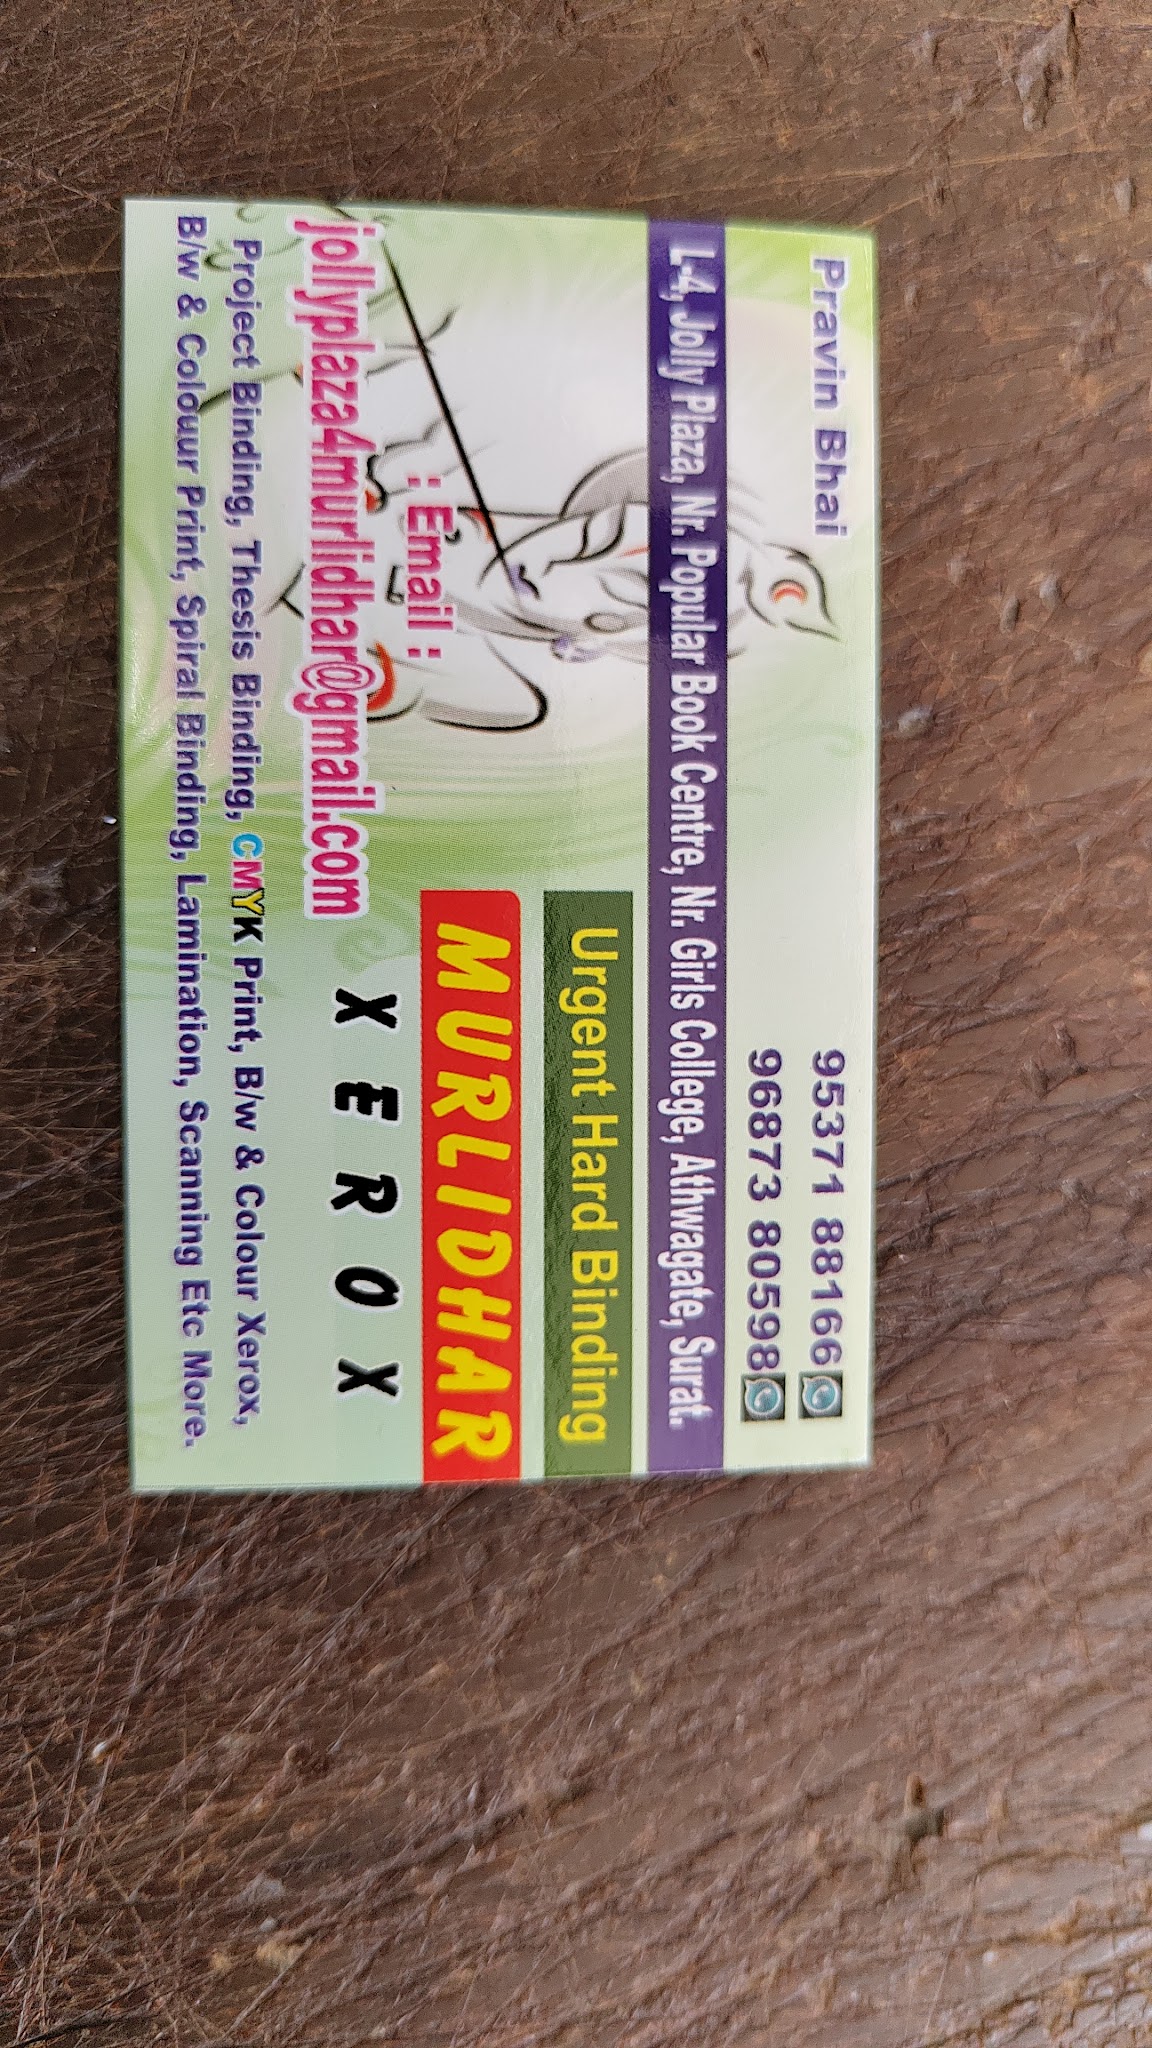 Pravin Bhai
95371 88166
96873 80598
L-4, Jolly Plaza, Nr. Popular Book Centre, Nr. Girls College, Athwagate, Surat.
Urgent Hard Binding
MURLIDHAR
XEROX
: Email :
jollyplaza4murlidhar@gmail.com
Project Binding, Thesis Binding, CMYK Print, B/w & Colour Xerox,
B/w & Colouur Print, Spiral Binding, Lamination, Scanning Etc More.